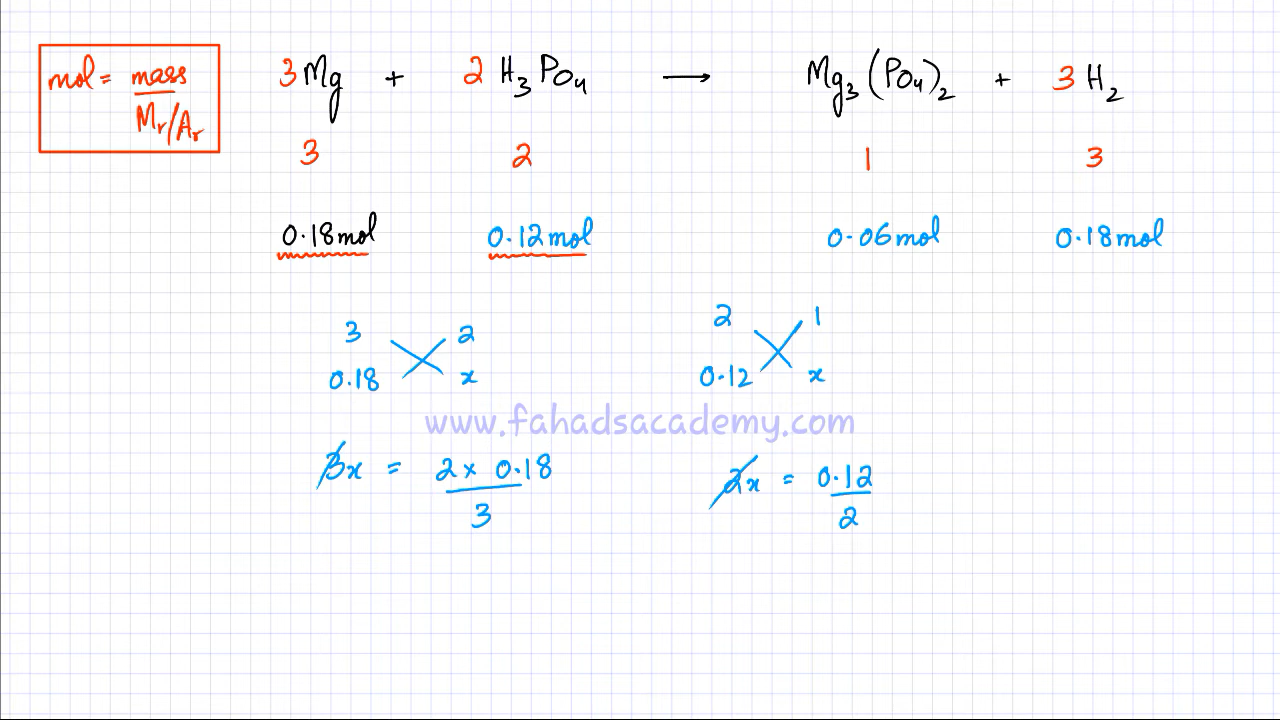 mol = mass / Mr/Ar
3Mg + 2H₃PO₄ → Mg₃(PO₄)₂ + 3H₂
3 2 1 3
0.18mol 0.12mol 0.06mol 0.18mol
3 2 2 1
0.18 x 0.12 x
www.fahadsacademy.com
3x = 2 x 0.18 / 3
2x = 0.12 / 2